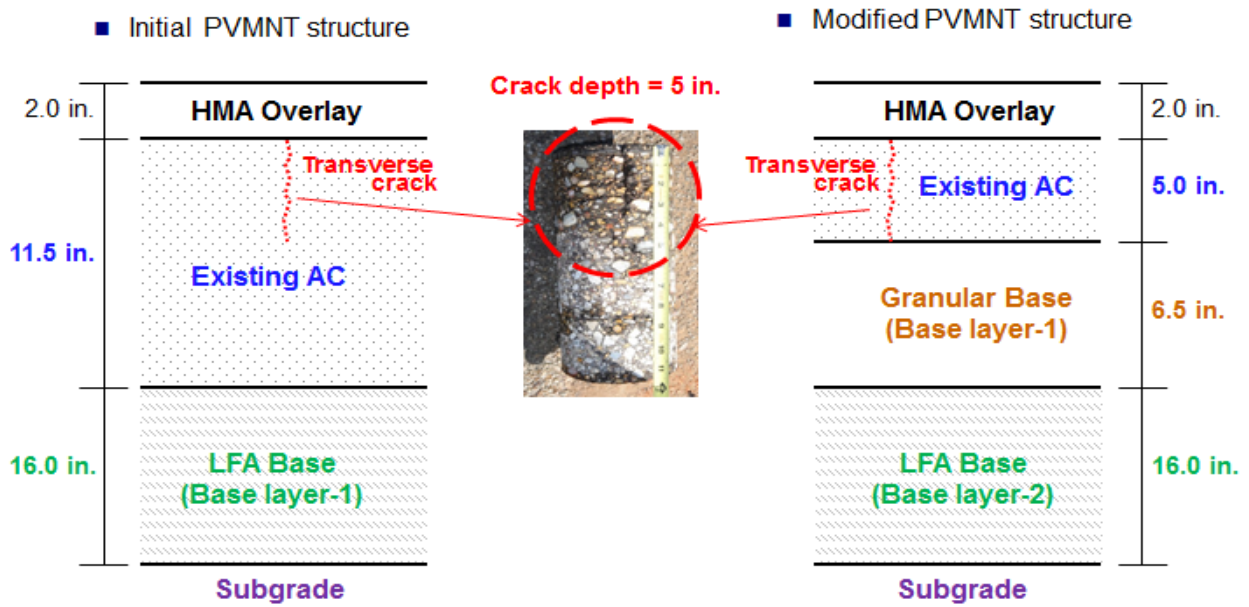 ■ Initial PVMNT structure
■ Modified PVMNT structure
2.0 in.
HMA Overlay
Transverse
crack
11.5 in.
Existing AC
16.0 in.
LFA Base
(Base layer-1)
Subgrade
Crack depth = 5 in.
HMA Overlay
2.0 in.
Transverse
crack
Existing AC
5.0 in.
Granular Base
(Base layer-1)
6.5 in.
LFA Base
(Base layer-2)
16.0 in.
Subgrade